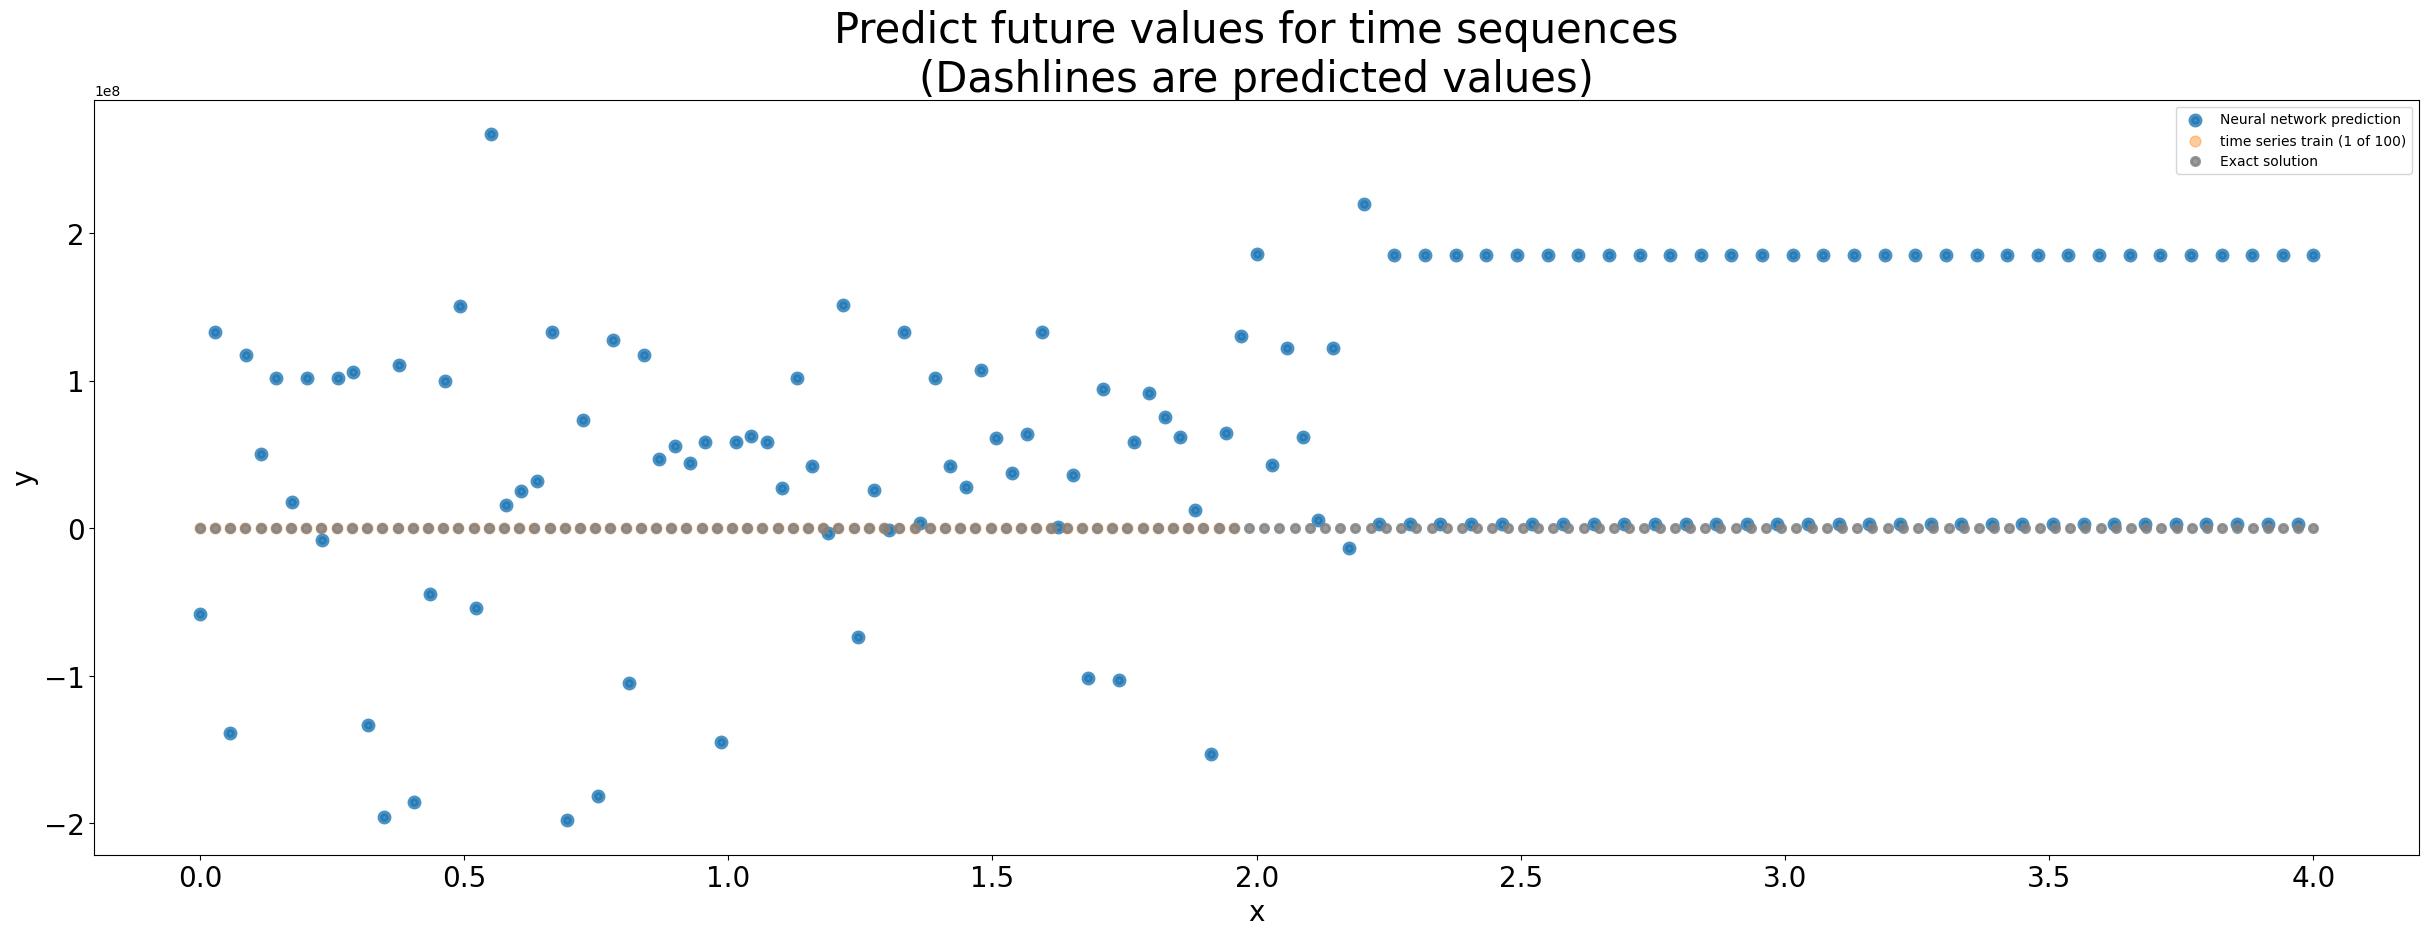 Predict future values for time sequences
(Dashlines are predicted values)
1e8
Neural network prediction
time series train (1 of 100)
Exact solution
2
1
0
−1
−2
y
0.0 0.5 1.0 1.5 2.0 2.5 3.0 3.5 4.0
x